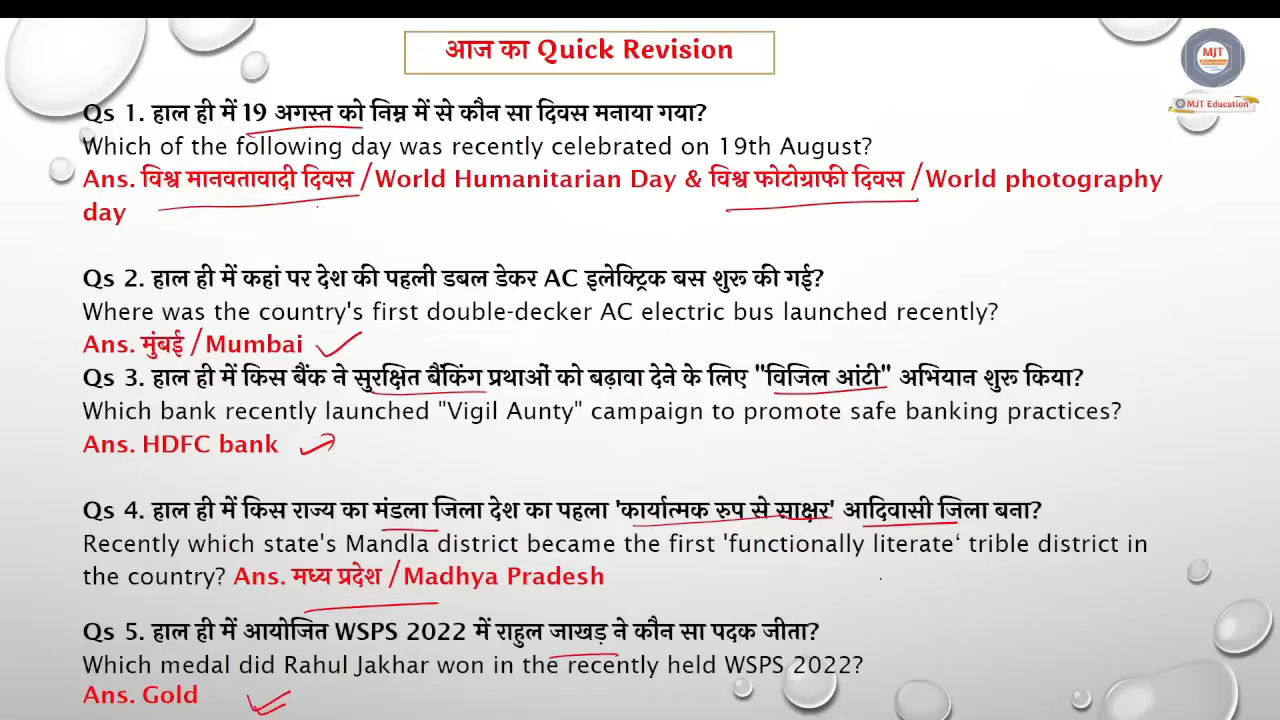 आज का Quick Revision
MJT
Education
MJT Education
Qs 1. हाल ही में 19 अगस्त को निम्न में से कौन सा दिवस मनाया गया?
Which of the following day was recently celebrated on 19th August?
Ans. विश्व मानवतावादी दिवस /World Humanitarian Day & विश्व फोटोग्राफी दिवस /World photography
day
Qs 2. हाल ही में कहां पर देश की पहली डबल डेकर AC इलेक्ट्रिक बस शुरू की गई?
Where was the country's first double-decker AC electric bus launched recently?
Ans. मुंबई /Mumbai
Qs 3. हाल ही में किस बैंक ने सुरक्षित बैंकिंग प्रथाओं को बढ़ावा देने के लिए "विजिल आंटी" अभियान शुरू किया?
Which bank recently launched "Vigil Aunty" campaign to promote safe banking practices?
Ans. HDFC bank
Qs 4. हाल ही में किस राज्य का मंडला जिला देश का पहला 'कार्यात्मक रुप से साक्षर' आदिवासी जिला बना?
Recently which state's Mandla district became the first 'functionally literate‘ trible district in
the country? Ans. मध्य प्रदेश /Madhya Pradesh
Qs 5. हाल ही में आयोजित WSPS 2022 में राहुल जाखड़ ने कौन सा पदक जीता?
Which medal did Rahul Jakhar won in the recently held WSPS 2022?
Ans. Gold